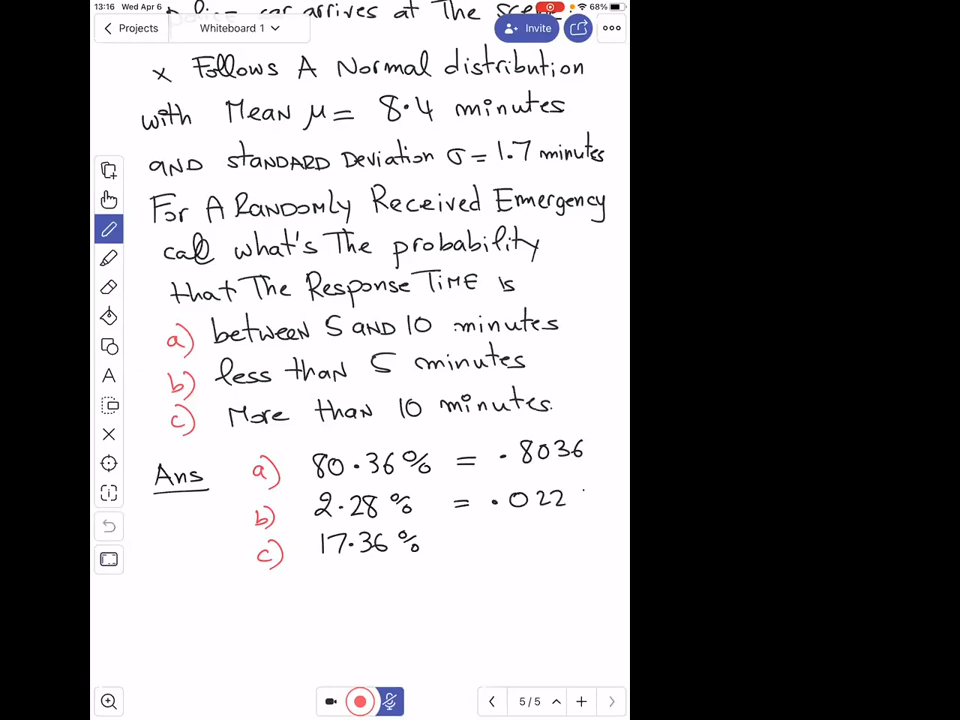 13:16 Wed Apr 6
68%
car arrives at The scene
Projects
Whiteboard 1
Invite
x Follows A Normal distribution
with Mean μ = 8.4 minutes
AND STANDARD Deviation σ = 1.7 minutes
For A RANDOMLY Received Emergency
call what's The probability
that The Response TIME is
a) between 5 AND 10 minutes
b) less than 5 minutes
c) More than 10 minutes.
Ans a) 80.36% = .8036
b) 2.28% = .022
c) 17.36%
A
5/5